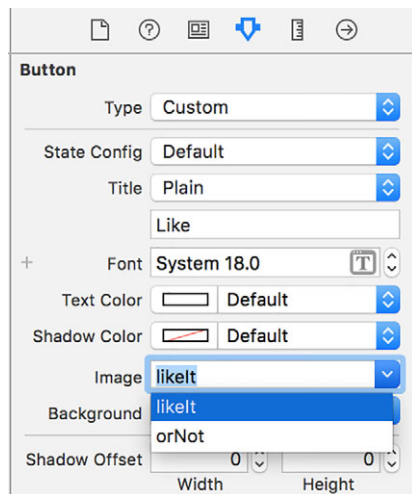 Button
Type Custom
State Config Default
Title Plain
Like
+ Font System 18.0 T
Text Color Default
Shadow Color Default
Image likeIt
Background likeIt
orNot
Shadow Offset 0 0
Width Height